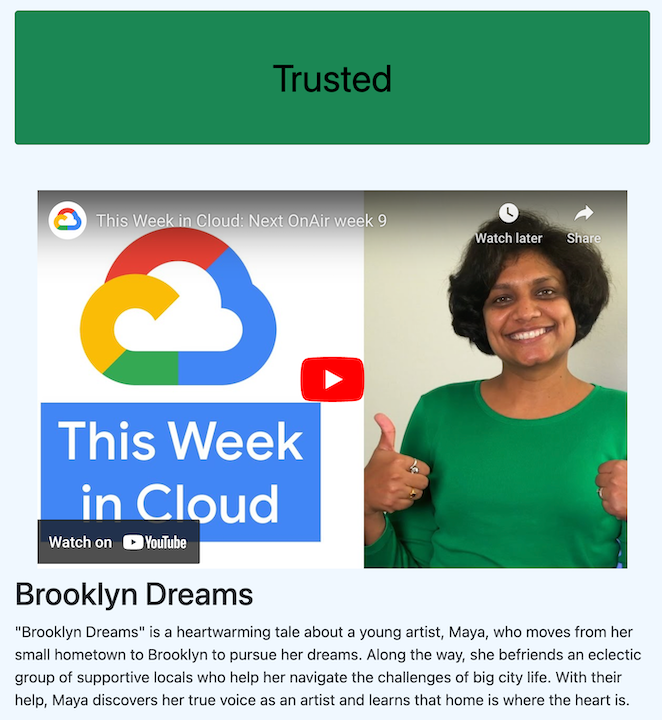 Trusted
This Week in Cloud: Next OnAir week 9
Watch later
Share
This Week
in Cloud
Watch on YouTube
Brooklyn Dreams
"Brooklyn Dreams" is a heartwarming tale about a young artist, Maya, who moves from her
small hometown to Brooklyn to pursue her dreams. Along the way, she befriends an eclectic
group of supportive locals who help her navigate the challenges of big city life. With their
help, Maya discovers her true voice as an artist and learns that home is where the heart is.